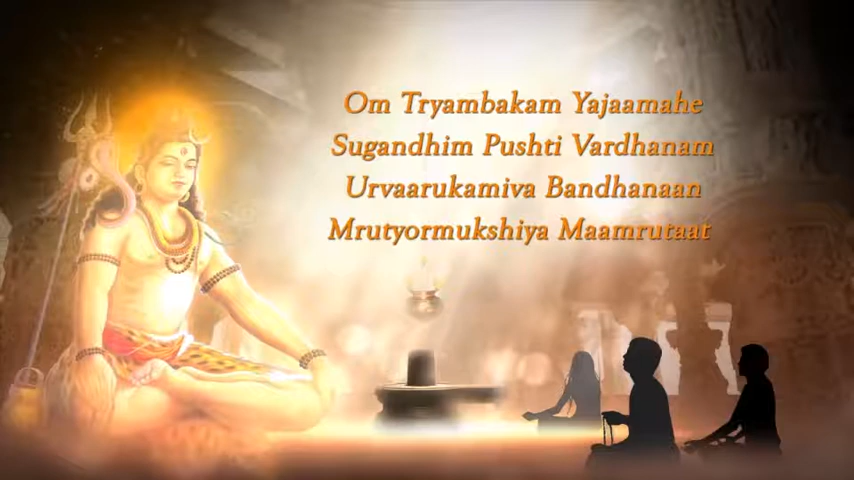 Om Tryambakam Yajaamahe
Sugandhim Pushti Vardhanam
Urvaarukamiva Bandhanaan
Mrutyormukshiya Maamrutaat